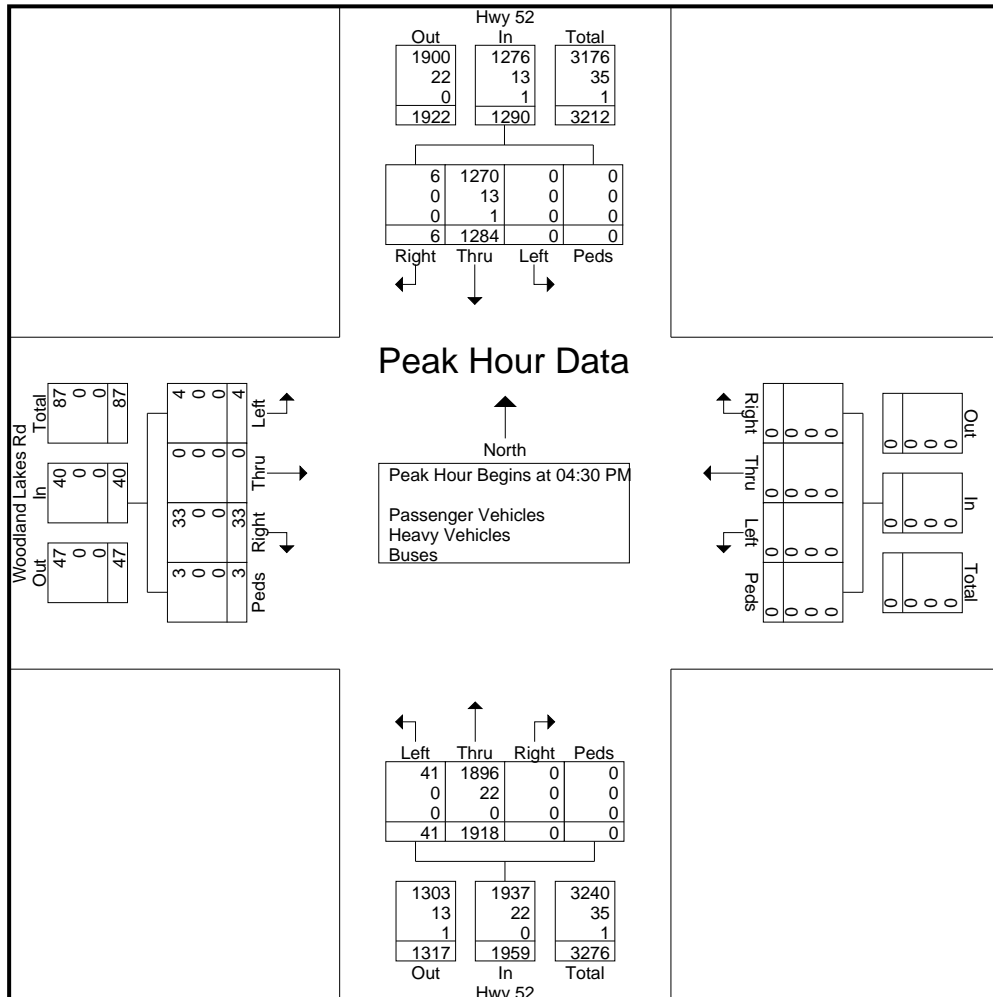 Hwy 52
Out In Total
1900 1276 3176
22 13 35
0 1 1
1922 1290 3212
6 1270 0 0
0 13 0 0
0 1 0 0
6 1284 0 0
Right Thru Left Peds
Peak Hour Data
North
Peak Hour Begins at 04:30 PM
Passenger Vehicles
Heavy Vehicles
Buses
Woodland Lakes Rd
Total In Out
87 40 47
0 0 0
0 0 0
87 40 47
4 0 33 3
0 0 0 0
0 0 0 0
4 0 33 3
Left Thru Right Peds
Right Thru Left Peds
0 0 0 0
0 0 0 0
0 0 0 0
0 0 0 0
Out In Total
0 0 0
0 0 0
0 0 0
0 0 0
Left Thru Right Peds
41 1896 0 0
0 22 0 0
0 0 0 0
41 1918 0 0
1303 1937 3240
13 22 35
1 0 1
1317 1959 3276
Out In Total
Hwy 52